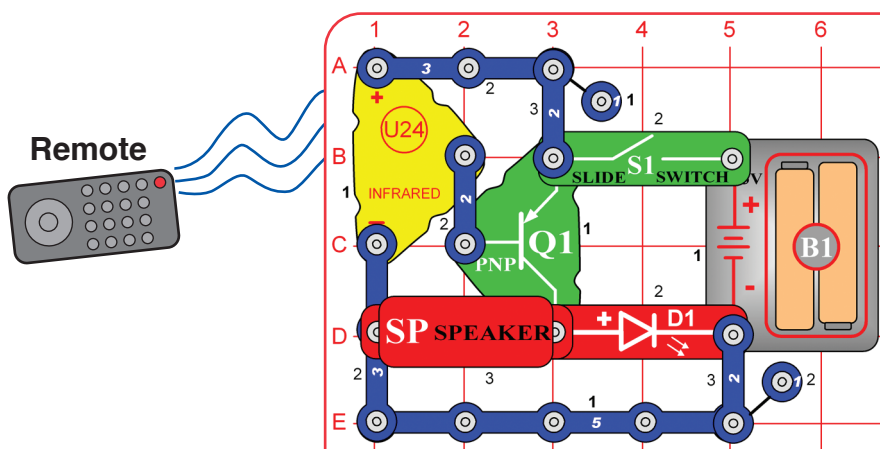 1 2 3 4 5 6
A 3 1 1
2
+ 3 2 2
U24
Remote
B S1
SLIDE SWITCH V
1 INFRARED 2 +
– 2 1
C Q1 1 B1
PNP -
2
D SP SPEAKER + D1
2 3 3 3 2 1 2
1
E 5